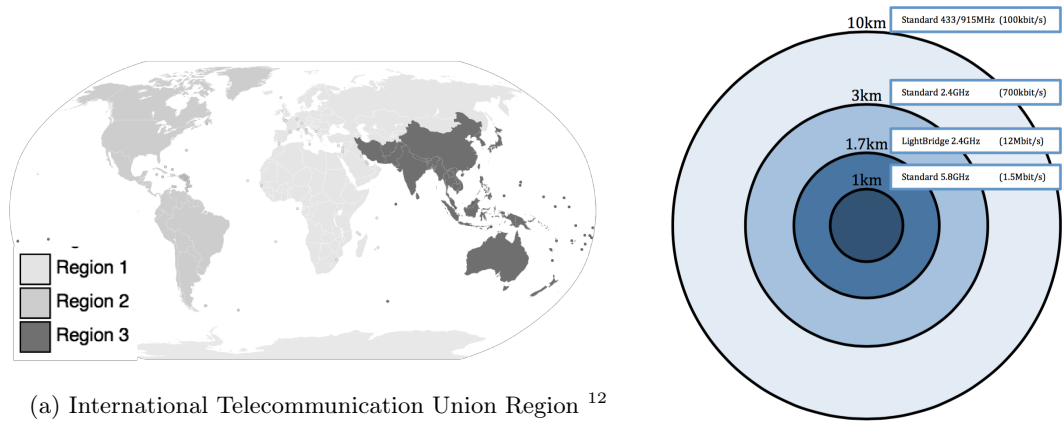 Region 1
Region 2
Region 3
(a) International Telecommunication Union Region 12
10km
Standard 433/915MHz (100kbit/s)
3km
Standard 2.4GHz (700kbit/s)
1.7km
LightBridge 2.4GHz (12Mbit/s)
1km
Standard 5.8GHz (1.5Mbit/s)